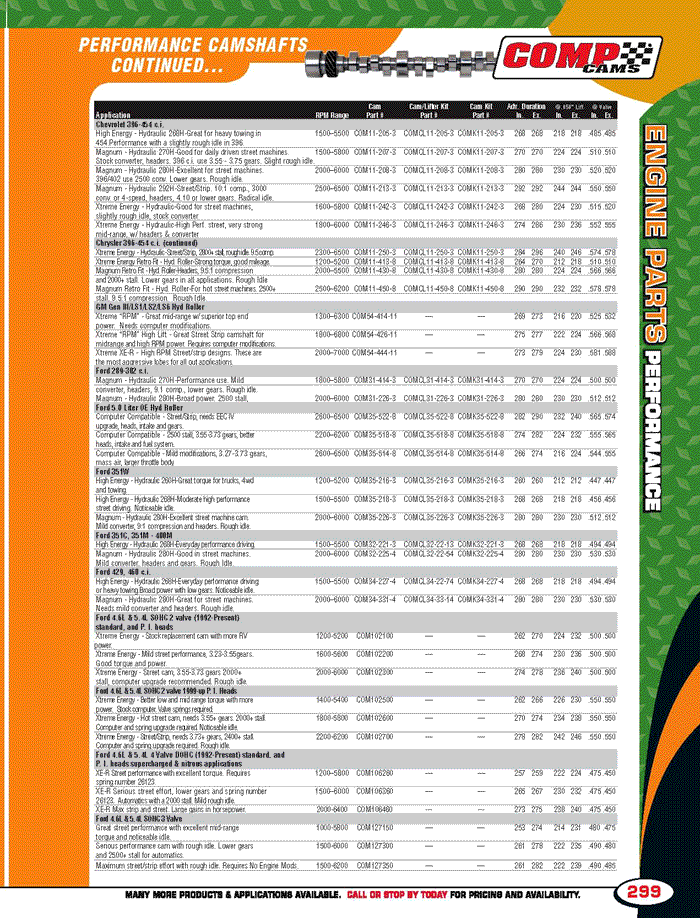 PERFORMANCE CAMSHAFTS
CONTINUED...
COMP
CAMS
Cam Cam/Lifter Kit Cam Kit Adv. Duration @ .050" Lift @ Valve
Application RPM Range Part # Part # Part # In. Ex. In. Ex. In. Ex.
Chevrolet 396-454 c.i.
High Energy - Hydraulic 268H-Great for heavy towing in 1500–5500 COM11-205-3 COMCL11-205-3 COMK11-205-3 268 268 218 218 .485 .485
454.Performance with a slightly rough idle in 396.
Magnum - Hydraulic 270H-Good for daily driven street machines. 1500–5800 COM11-207-3 COMCL11-207-3 COMK11-207-3 270 270 224 224 .510 .510
Stock converter, headers. 396 c.i. use 3.55 - 3.75 gears. Slight rough idle.
Magnum - Hydraulic 280H-Excellent for street machines. 2000–6000 COM11-208-3 COMCL11-208-3 COMK11-208-3 280 280 230 230 .520 .520
396/402 use 2500 conv. Lower gears. Rough idle.
Magnum - Hydraulic 292H-Street/Strip. 10:1 comp., 3000 2500–6500 COM11-213-3 COMCL11-213-3 COMK11-213-3 292 292 244 244 .550 .550
conv. or 4-speed, headers, 4.10 or lower gears. Radical idle.
Xtreme Energy - Hydraulic-Good for street machines, 1600–5800 COM11-242-3 COMCL11-242-3 COMK11-242-3 268 280 224 230 .515 .520
slightly rough idle, stock converter
Xtreme Energy - Hydraulic-High Perf. street, very strong 1800–6000 COM11-246-3 COMCL11-246-3 COMK11-246-3 274 286 230 236 .552 .555
mid-range, w/ headers & converter
Chrysler 396-454 c.i. (continued)
Xtreme Energy - Hydraulic-Street/Strip, 2800+ stall, rough idle. 9.5 comp. 2300–6500 COM11-250-3 COMCL11-250-3 COMK11-250-3 284 296 240 246 .574 .578
Xtreme Energy Retro Fit - Hyd. Roller-Strong torque, good mileage. 1200–5200 COM11-413-8 COMCL11-413-8 COMK11-413-8 264 270 212 218 .510 .510
Magnum Retro Fit - Hyd. Roller-Headers, 9.5:1 compression 2000–5500 COM11-430-8 COMCL11-430-8 COMK11-430-8 280 280 224 224 .566 .566
and 2000+ stall. Lower gears in all applications. Rough Idle
Magnum Retro Fit - Hyd. Roller-For hot street machines, 2500+ 2500–6200 COM11-450-8 COMCL11-450-8 COMK11-450-8 290 290 232 232 .578 .578
stall, 9.5:1 compression. Rough Idle.
GM Gen III/LS1/LS2/LS6 Hyd Roller
Xtreme "RPM" - Great mid-range w/superior top end 1300–6300 COM54-414-11 — — 269 273 216 220 .525 .532
power. Needs computer modifications.
Xtreme "RPM" High Lift - Great Street Strip camshaft for 1800–6800 COM54-426-11 — — 275 277 222 224 .566 .568
midrange and high RPM power. Requires computer modifications.
Xtreme XE-R - High RPM Street/strip designs. These are 2000–7000 COM54-444-11 — — 273 279 224 230 .581 .588
the most aggressive lobes for all out applications.
Ford 289-302 c.i.
Magnum - Hydraulic 270H-Performance use. Mild 1800–5800 COM31-414-3 COMCL31-414-3 COMK31-414-3 270 270 224 224 .500 .500
converter, headers, 9.1 comp., lower gears. Rough idle.
Magnum - Hydraulic 280H-Broad power. 2500 stall, 2000–6000 COM31-226-3 COMCL31-226-3 COMK31-226-3 280 280 230 230 .512 .512
Ford 5.0 Liter OE Hyd Roller
Computer Compatible - Street/Strip, needs EEC IV 2600–6500 COM35-522-8 COMCL35-522-8 COMK35-522-8 282 290 232 240 .565 .574
upgrade, heads, intake and gears.
Computer Compatible - 2500 stall, 3.55-3.73 gears, better 2200–6200 COM35-518-8 COMCL35-518-8 COMK35-518-8 274 282 224 232 .555 .565
heads, intake and fuel system.
Computer Compatible - Mild modifications, 3.27-3.73 gears, 2600–6500 COM35-514-8 COMCL35-514-8 COMK35-514-8 266 274 216 224 .544 .555
mass air, larger throttle body
Ford 351W
High Energy - Hydraulic 260H-Great torque for trucks, 4wd 1200–5200 COM35-216-3 COMCL35-216-3 COMK35-216-3 260 260 212 212 .447 .447
and towing.
High Energy - Hydraulic 268H-Moderate high performance 1500–5500 COM35-218-3 COMCL35-218-3 COMK35-218-3 268 268 218 218 .456 .456
street driving. Noticeable idle.
Magnum - Hydraulic 280H-Excellent street machine cam. 2000–6000 COM35-226-3 COMCL35-226-3 COMK35-226-3 280 280 230 230 .512 .512
Mild converter, 9:1 compression and headers. Rough idle.
Ford 351C, 351M - 400M
High Energy - Hydraulic 268H-Everyday performance driving. 1500–5500 COM32-221-3 COMCL32-221-3 COMK32-221-3 268 268 218 218 .494 .494
Magnum - Hydraulic 280H-Good in street machines. 2000–6000 COM32-225-4 COMCL32-225-4 COMK32-225-4 280 280 230 230 .530 .530
Mild converter, headers and gears. Rough Idle.
Ford 429, 460 c.i.
High Energy - Hydraulic 268H-Everyday performance driving 1500–5500 COM34-227-4 COMCL34-227-4 COMK34-227-4 268 268 218 218 .494 .494
or heavy towing.Broad power with low gears. Noticeable idle.
Magnum - Hydraulic 280H-Great for street machines. 2000–6000 COM34-331-4 COMCL34-331-4 COMK34-331-4 280 280 230 230 .530 .530
Needs mild converter and headers. Rough idle.
Ford 4.6L & 5.4L SOHC 2 valve (1992-Present)
standard, and P. I. heads
Xtreme Energy - Stock replacement cam with more RV 1200-5200 COM102100 — — 262 270 224 232 .500 .500
power.
Xtreme Energy - Mild street performance, 3.23-3.55gears. 1600-5600 COM102200 — — 268 274 230 236 .500 .500
Good torque and power.
Xtreme Energy - Street cam, 3.55-3.73 gears 2000+ 2000–6000 COM102300 — — 274 278 236 240 .500 .500
stall, computer upgrade recommended. Rough idle.
Ford 4.6L & 5.4L SOHC 2 valve 1999-up P. I. Heads
Xtreme Energy - Better low and mid range torque with more 1400-5400 COM102500 — — 262 266 226 230 .550 .550
power. Stock computer. Valve springs required.
Xtreme Energy - Hot street cam, needs 3.55+ gears. 2000+ stall. 1800-5800 COM102600 — — 270 274 234 238 .550 .550
Computer and spring upgrade required. Noticeable idle.
Xtreme Energy - Street/Strip, needs 3.73+ gears, 2400+ stall. 2200-6200 COM102700 — — 278 282 242 246 .550 .550
Computer and spring upgrade required. Rough idle.
Ford 4.6L & 5.4L 4 Valve DOHC (1992-Present) standard, and
P. I. heads supercharged & nitrous applications
XE-R Street performance with excellent torque. Requires 1200–5800 COM106260 — — 257 259 222 224 .475 .450
spring number 26123.
XE-R Serious street effort, lower gears and spring number 1500–6000 COM106360 — — 265 267 230 232 .475 .450
26123. Automatics with a 2000 stall. Mild rough idle.
XE-R Max strip and street. Large gains in horsepower. 2000-6400 COM106460 — — 273 275 238 240 .475 .450
Ford 4.6L & 5.4L SOHC 3 Valve
Great street performance with excellent mid-range 1000-5800 COM127150 — — 253 274 214 231 .480 .475
torque and noticeable idle.
Serious performance cam with rough idle. Lower gears 1500-6000 COM127300 — — 261 278 222 235 .490 .480
and 2500+ stall for automatics.
Maximum street/strip effort with rough idle. Requires No Engine Mods. 1500-6200 COM127350 — — 261 282 222 239 .490 .485
ENGINE PARTS PERFORMANCE
MANY MORE PRODUCTS & APPLICATIONS AVAILABLE. CALL OR STOP BY TODAY FOR PRICING AND AVAILABILITY.
299